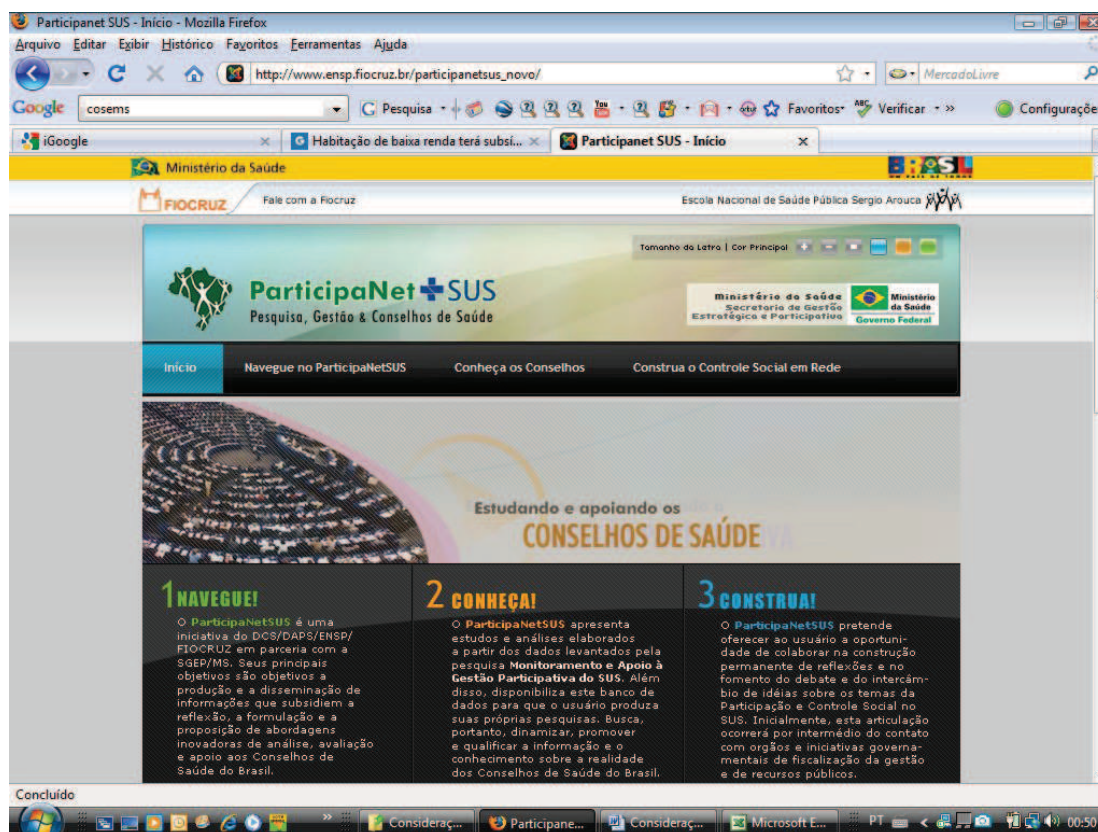 Participanet SUS - Início - Mozilla Firefox
Arquivo Editar Exibir Histórico Favoritos Ferramentas Ajuda
http://www.ensp.fiocruz.br/participanetsus_novo/ MercadoLivre
Google cosems Pesquisa Favoritos Verificar Configuraçõe
iGoogle Habitação de baixa renda terá subsí... Participanet SUS - Início
Ministério da Saúde BRASIL
FIOCRUZ Fale com a Fiocruz Escola Nacional de Saúde Pública Sergio Arouca
Tamanho da Letra | Cor Principal
ParticipaNet+SUS
Pesquisa, Gestão & Conselhos de Saúde
Ministério da Saúde
Secretaria de Gestão
Estratégica e Participativa
Ministério
da Saúde
Governo Federal
Início Navegue no ParticipaNetSUS Conheça os Conselhos Construa o Controle Social em Rede
Estudando e apoiando os
CONSELHOS DE SAÚDE
1 NAVEGUE!
O ParticipaNetSUS é uma
iniciativa do DCS/DAPS/ENSP/
FIOCRUZ em parceria com a
SGEP/MS. Seus principais
objetivos são objetivos a
produção e a disseminação de
informações que subsidiem a
reflexão, a formulação e a
proposição de abordagens
inovadoras de análise, avaliação
e apoio aos Conselhos de
Saúde do Brasil.
2 CONHEÇA!
O ParticipaNetSUS apresenta
estudos e análises elaborados
a partir dos dados levantados pela
pesquisa Monitoramento e Apoio à
Gestão Participativa do SUS. Além
disso, disponibiliza este banco de
dados para que o usuário produza
suas próprias pesquisas. Busca,
portanto, dinamizar, promover
e qualificar a informação e o
conhecimento sobre a realidade
dos Conselhos de Saúde do Brasil.
3 CONSTRUA!
O ParticipaNetSUS pretende
oferecer ao usuário a oportuni-
dade de colaborar na construção
permanente de reflexões e no
fomento do debate e do intercâm-
bio de idéias sobre os temas da
Participação e Controle Social no
SUS. Inicialmente, esta articulação
ocorrerá por intermédio do contato
com orgãos e iniciativas governa-
mentais de fiscalização da gestão
e de recursos públicos.
Concluído
Consideraç... Participane... Consideraç... Microsoft E... PT 00:50